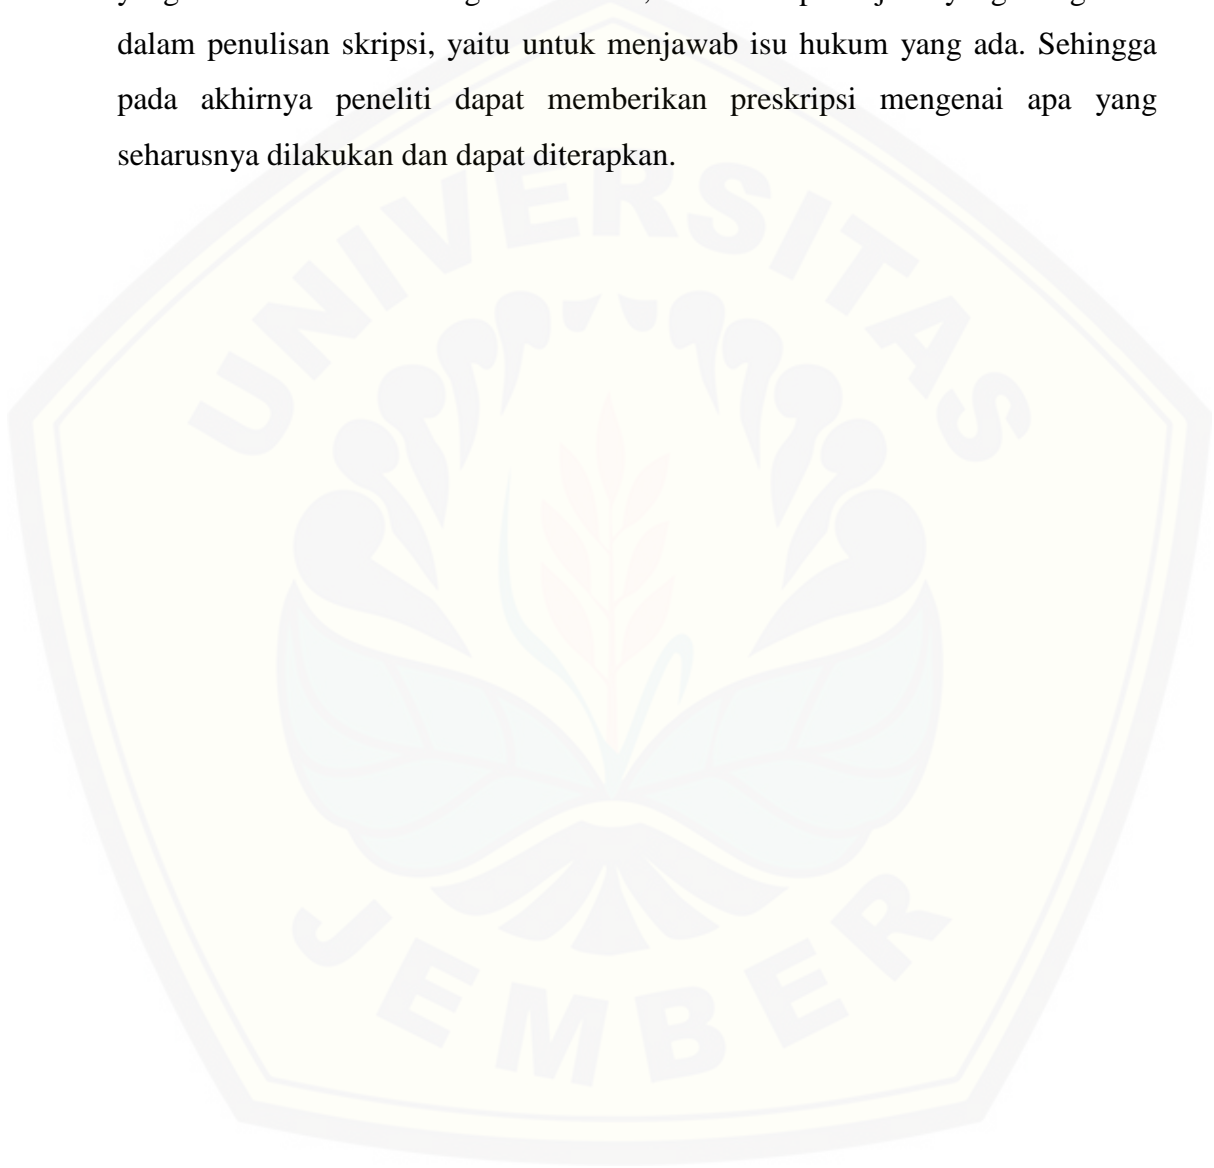 dalam penulisan skripsi, yaitu untuk menjawab isu hukum yang ada. Sehingga
pada akhirnya peneliti dapat memberikan preskripsi mengenai apa yang
seharusnya dilakukan dan dapat diterapkan.
UNIVERSITAS
JEMBER